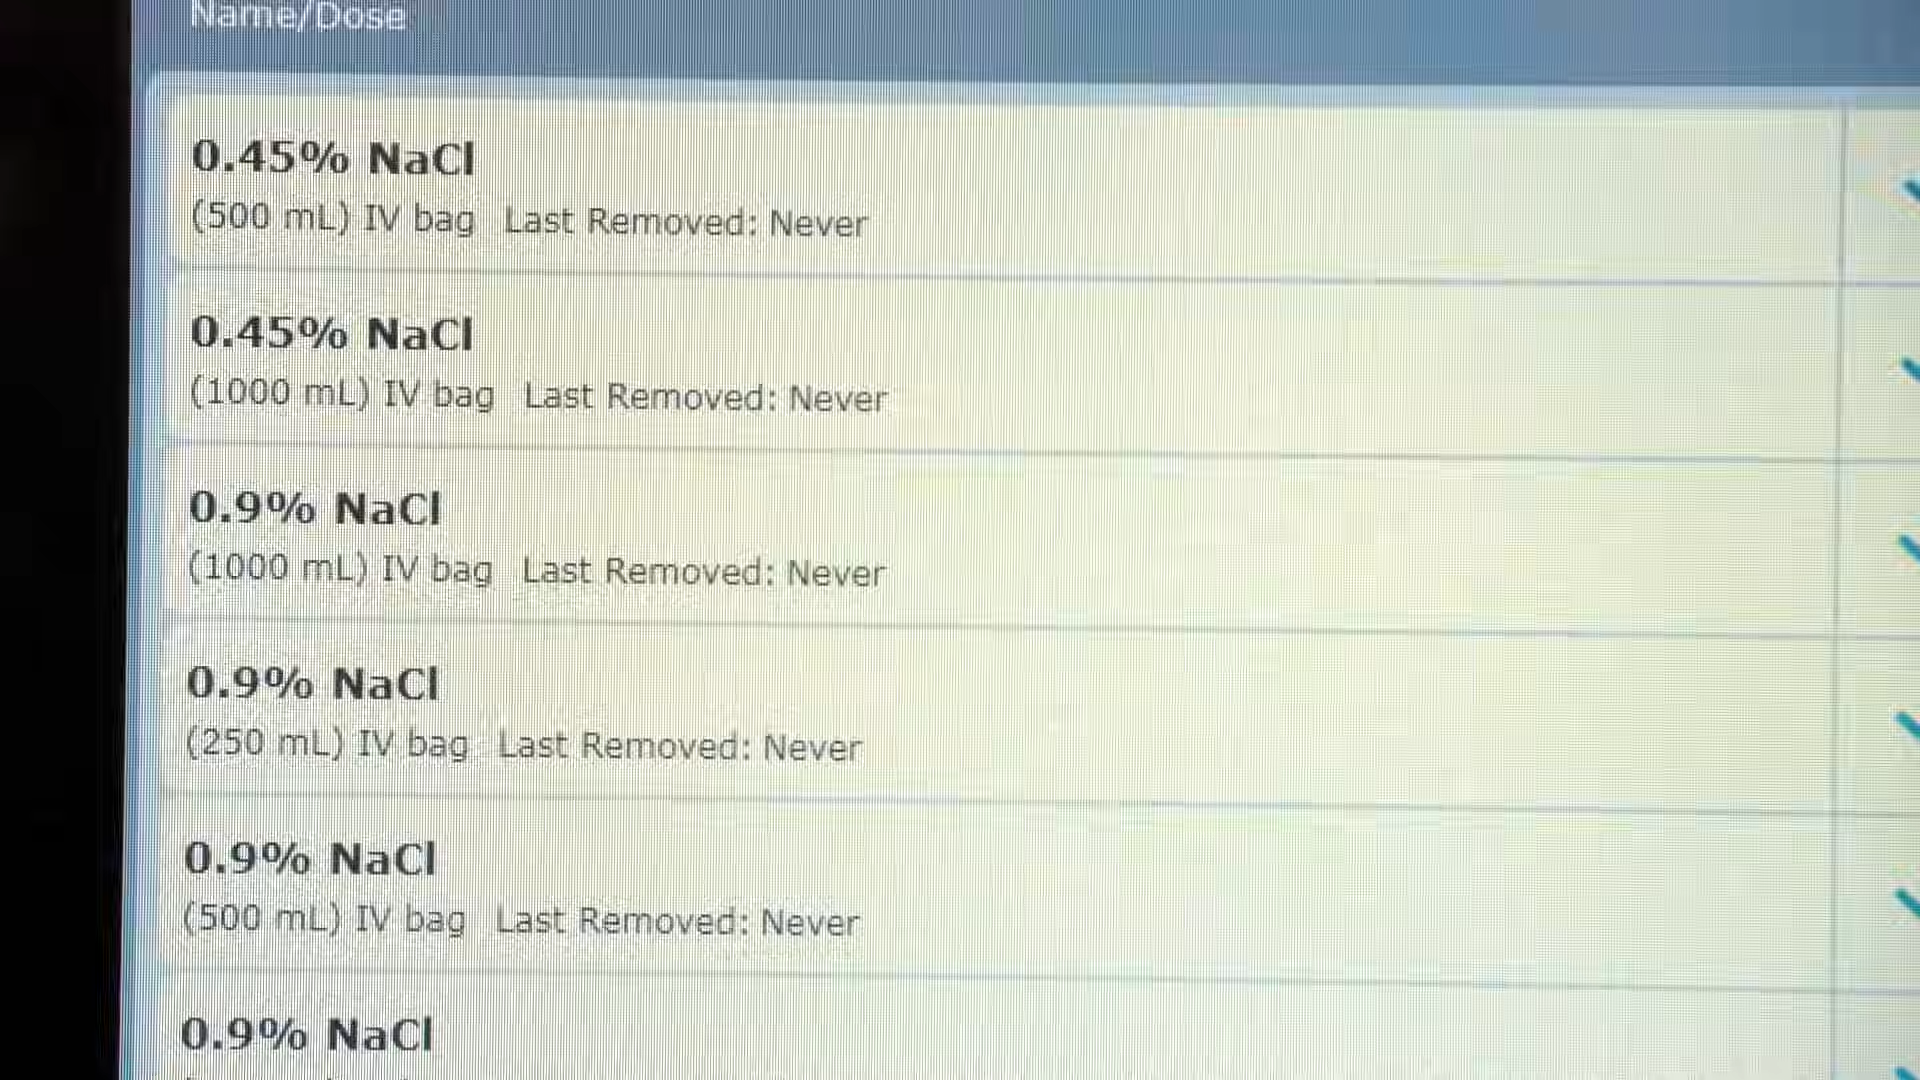 Name/Dose
0.45% NaCl
(500 mL) IV bag Last Removed: Never
0.45% NaCl
(1000 mL) IV bag Last Removed: Never
0.9% NaCl
(1000 mL) IV bag Last Removed: Never
0.9% NaCl
(250 mL) IV bag Last Removed: Never
0.9% NaCl
(500 mL) IV bag Last Removed: Never
0.9% NaCl